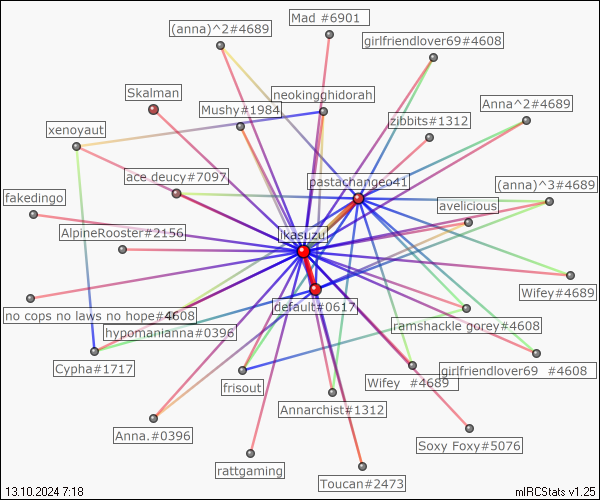 Mad #6901
(anna)^2#4689
girlfriendlover69#4608
Skalman
neokingghidorah
Mushy#1984
Anna^2#4689
zibbits#1312
xenoyaut
ace deucy#7097
pastachangeo41
(anna)^3#4689
fakedingo
avelicious
AlpineRooster#2156
ikasuzu
Wifey#4689
no cops no laws no hope#4608
default#0617
hypomanianna#0396
ramshackle gorey#4608
Cypha#1717
girlfriendlover69 #4608
frisout
Wifey #4689
Annarchist#1312
Anna.#0396
Soxy Foxy#5076
rattgaming
Toucan#2473
13.10.2024 7:18
mIRCStats v1.25